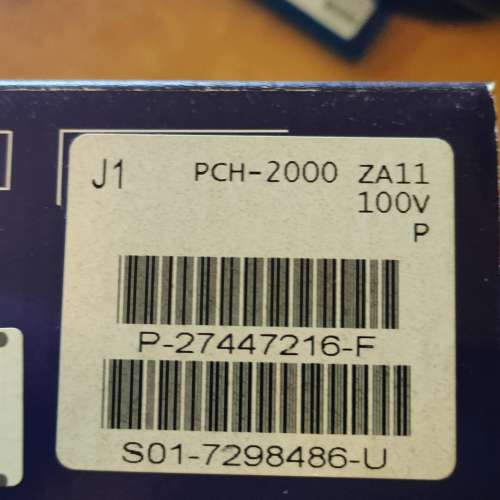 J1 PCH-2000 ZA11
100V
P
P-27447216-F
S01-7298486-U